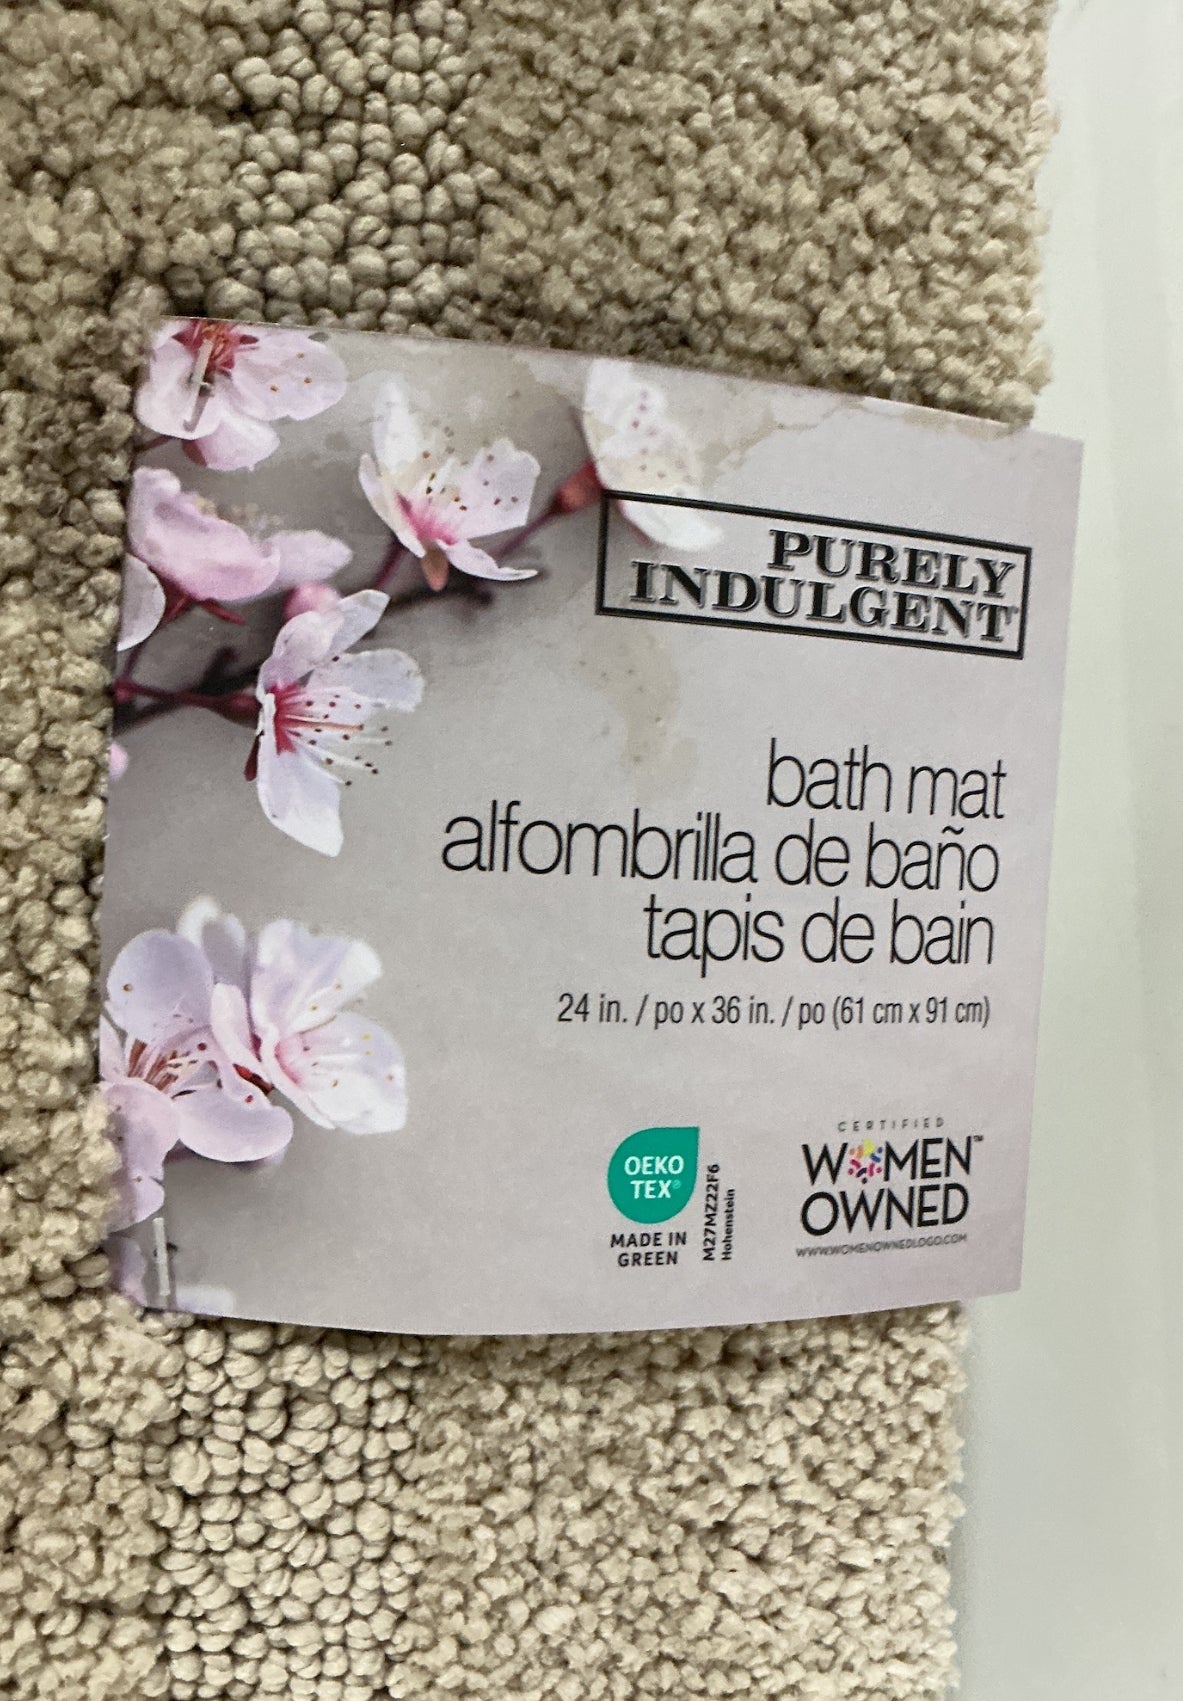 PURELY
INDULGENT
bath mat
alfombrilla de baño
tapis de bain
24 in. / po x 36 in. / po (61 cm x 91 cm)
OEKO
TEX®
MADE IN
GREEN
M27MZ22F6
Hohenstein
CERTIFIED
WOMEN™
OWNED
WWW.WOMENOWNEDLOGO.COM